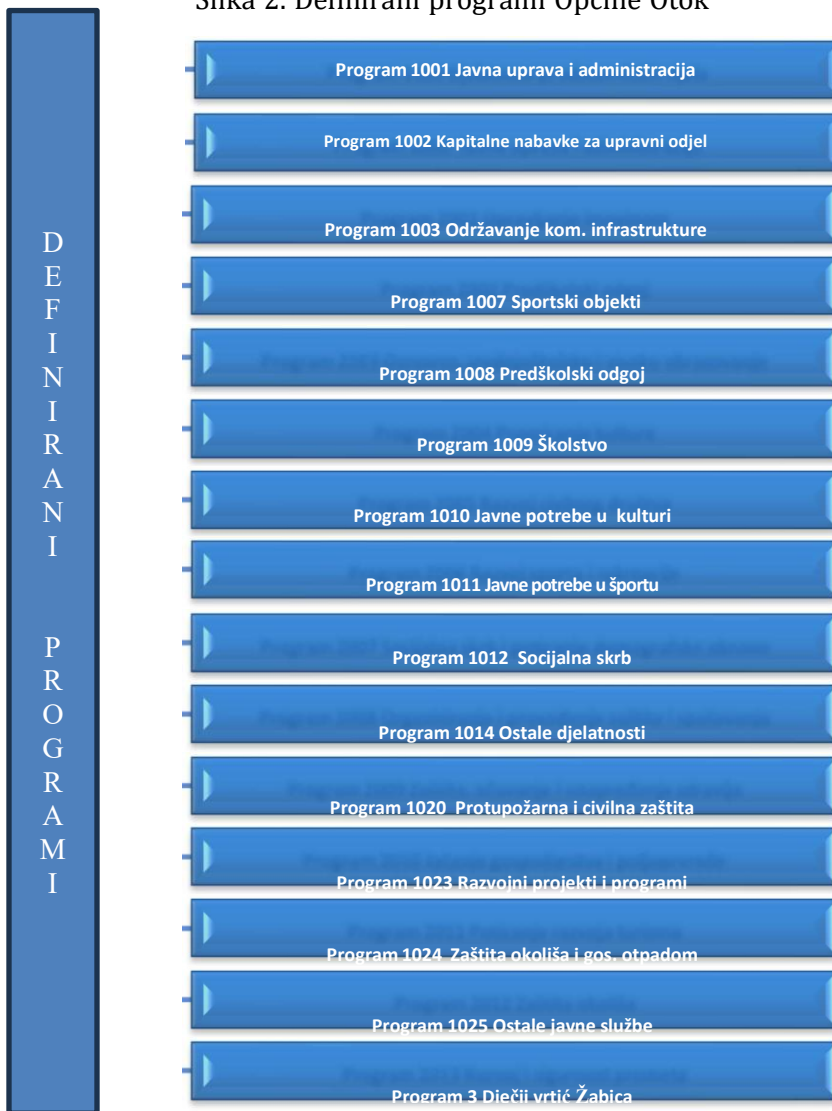 Slika 2. Definirani programi Općine Otok
DEFINIRANI PROGRAMI
Program 1001 Javna uprava i administracija
Program 1002 Kapitalne nabavke za upravni odjel
Program 1003 Održavanje kom. infrastrukture
Program 1007 Sportski objekti
Program 1008 Predškolski odgoj
Program 1009 Školstvo
Program 1010 Javne potrebe u kulturi
Program 1011 Javne potrebe u športu
Program 1012 Socijalna skrb
Program 1014 Ostale djelatnosti
Program 1020 Protupožarna i civilna zaštita
Program 1023 Razvojni projekti i programi
Program 1024 Zaštita okoliša i gos. otpadom
Program 1025 Ostale javne službe
Program 3 Dječji vrtić Žabica